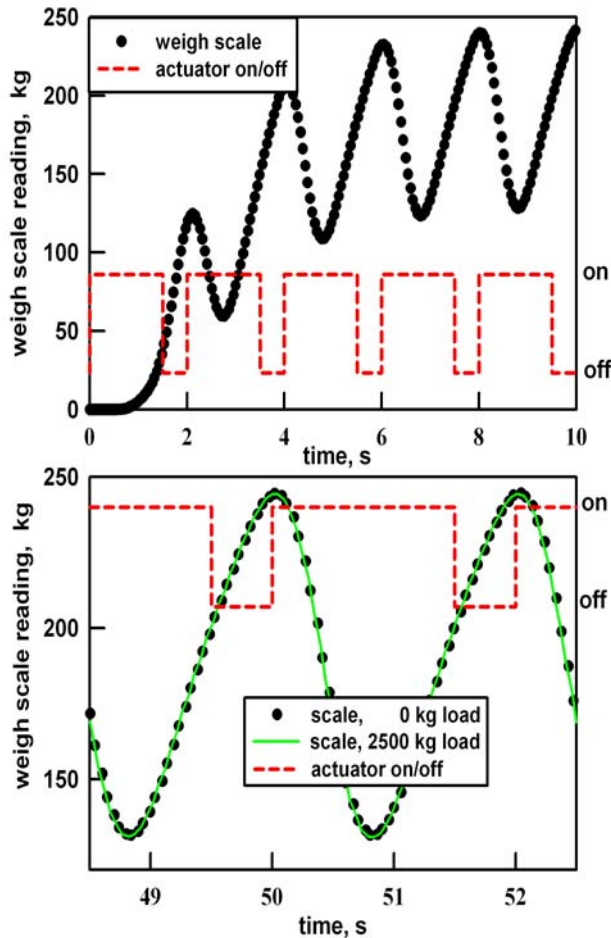 250
200
150
100
50
0
weigh scale reading, kg
weigh scale
actuator on/off
on
off
0 2 4 6 8 10
time, s
250
200
150
weigh scale reading, kg
on
off
scale, 0 kg load
scale, 2500 kg load
actuator on/off
49 50 51 52
time, s